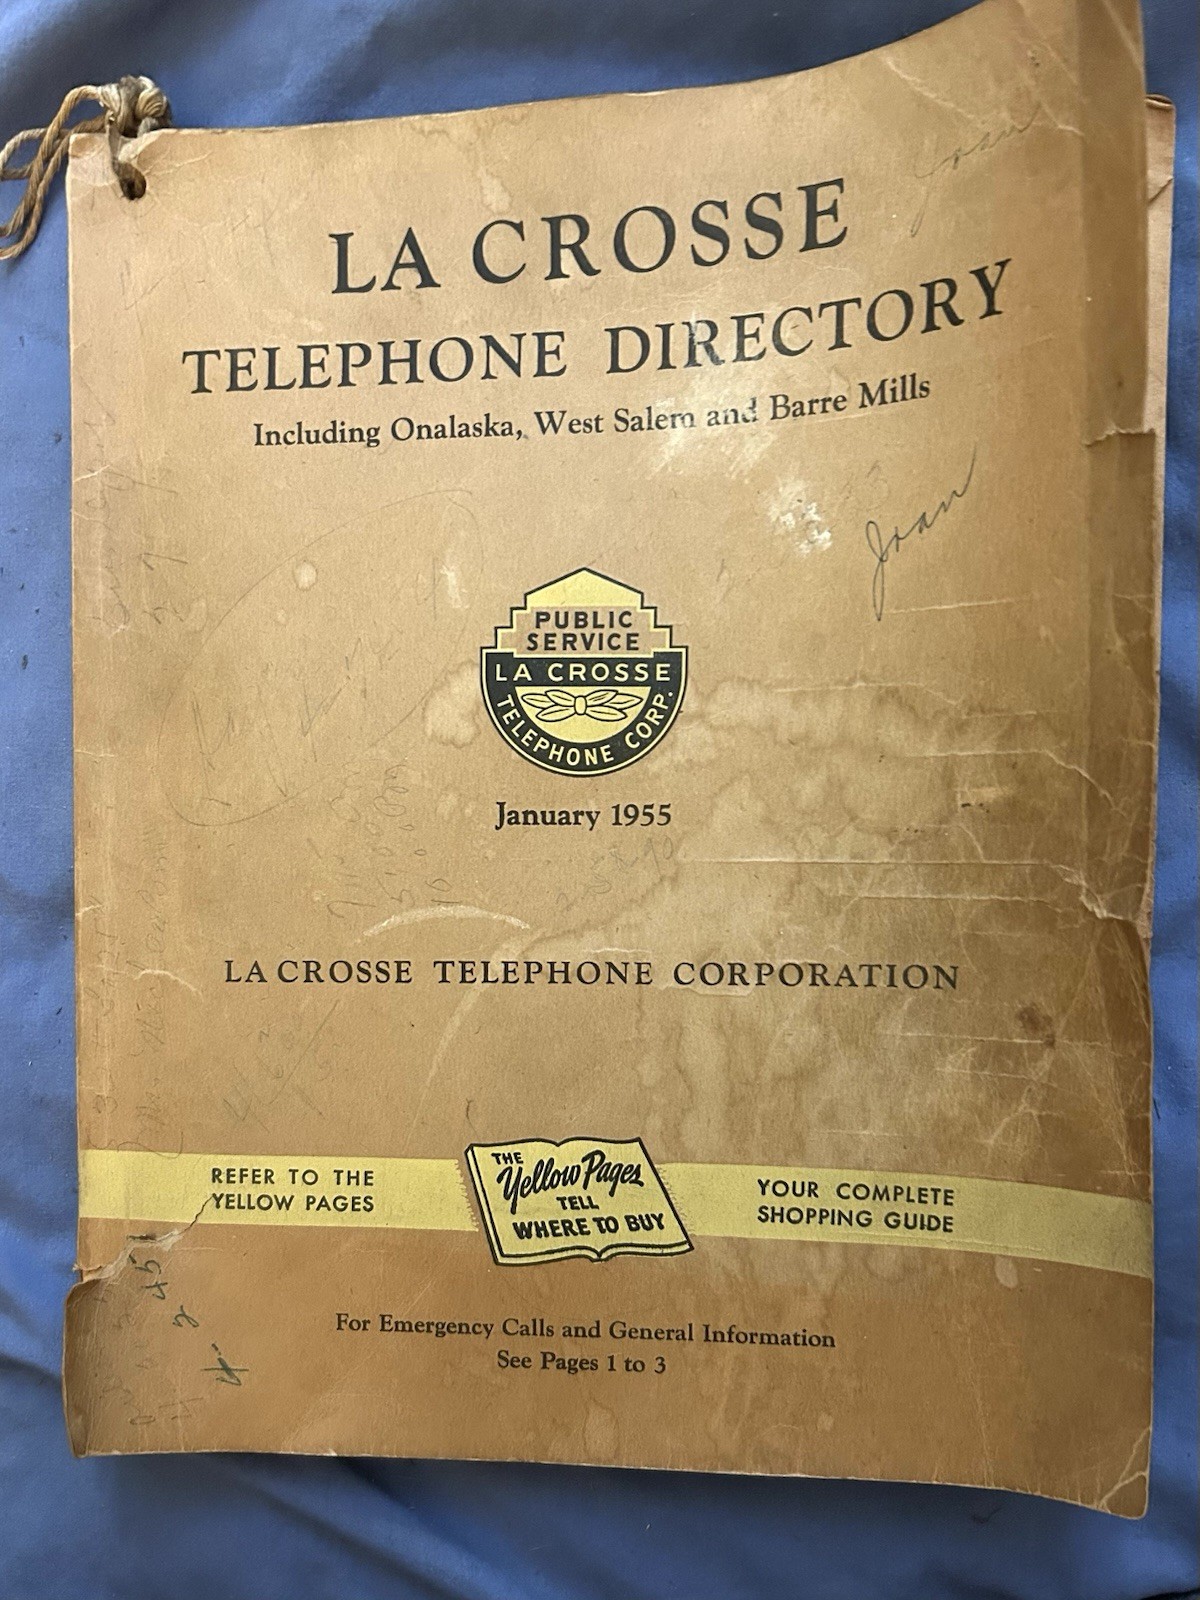 Joan
LA CROSSE
TELEPHONE DIRECTORY
Including Onalaska, West Salem and Barre Mills
Joan
PUBLIC
SERVICE
LA CROSSE
TELEPHONE CORP.
January 1955
LA CROSSE TELEPHONE CORPORATION
REFER TO THE
YELLOW PAGES
THE
Yellow Pages
TELL
WHERE TO BUY
YOUR COMPLETE
SHOPPING GUIDE
4-2451
For Emergency Calls and General Information
See Pages 1 to 3